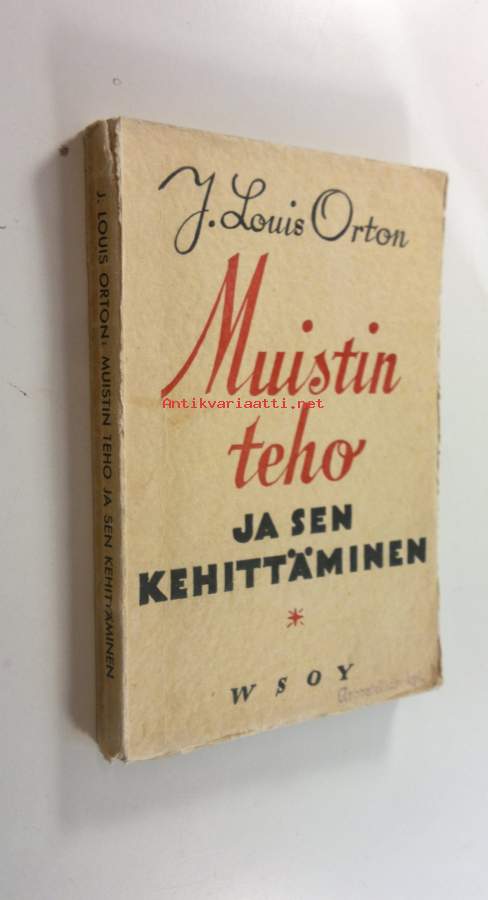 J. Louis Orton
Muistin
teho
JA SEN
KEHITTÄMINEN
*
WSOY
J. LOUIS ORTON: MUISTIN TEHO JA SEN KEHITTÄMINEN
Antikvariaatti.net